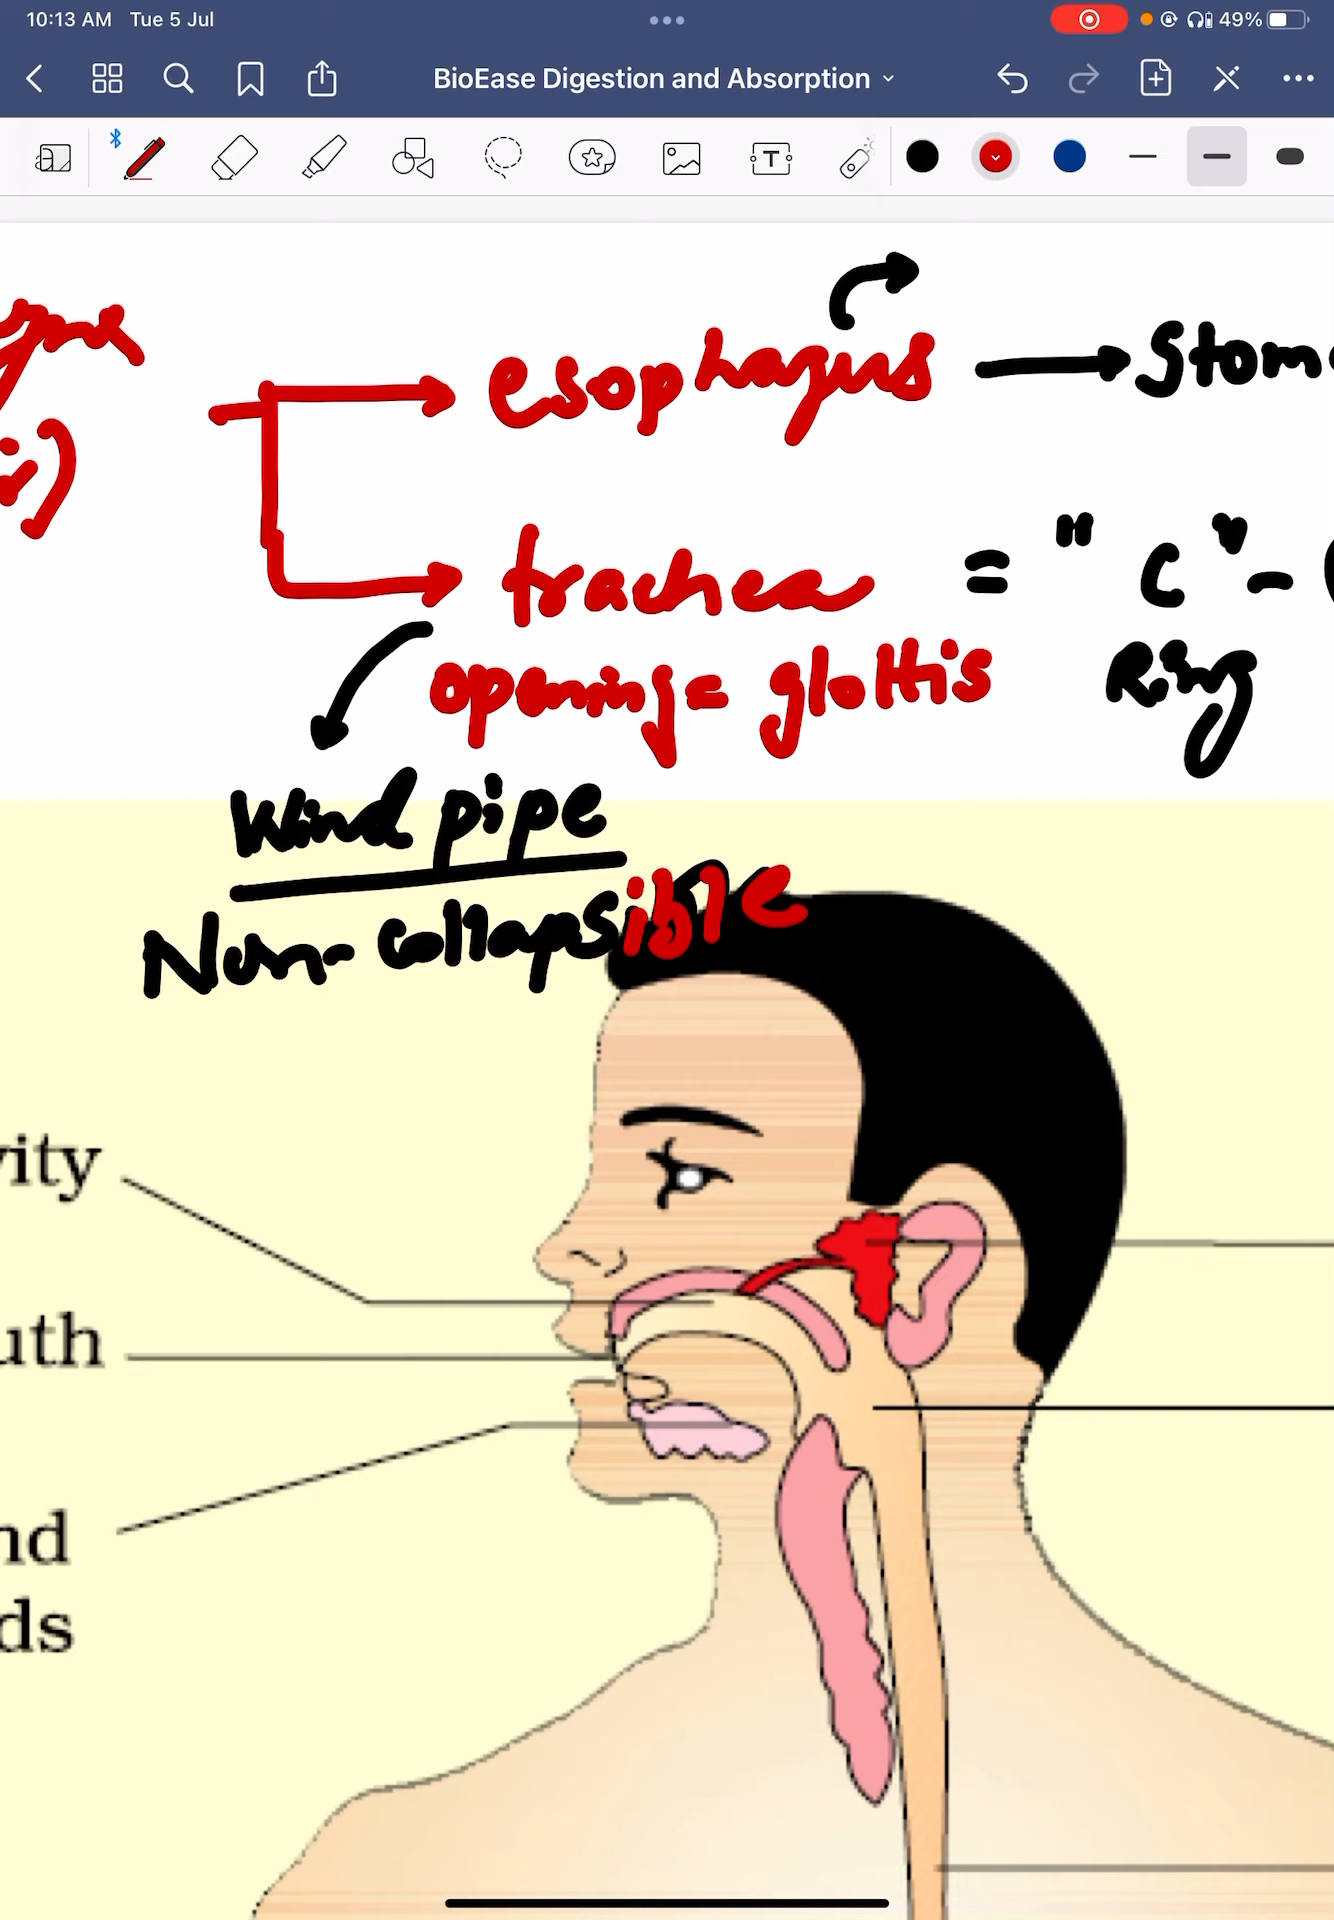 10:13 AM Tue 5 Jul
49%
BioEase Digestion and Absorption
esophagus → Stom
trachea = "C"-
opening = glottis Ring
Wind pipe
Non-collapsible
vity
uth
nd
ds